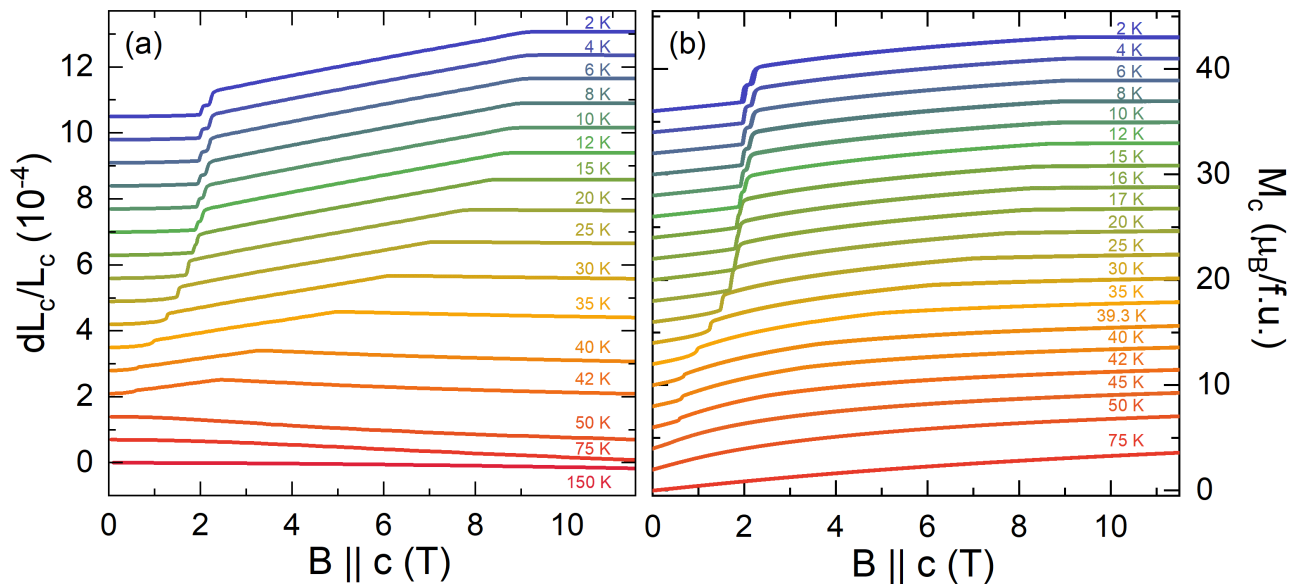 (a)
2 K
4 K
6 K
8 K
10 K
12 K
15 K
20 K
25 K
30 K
35 K
40 K
42 K
50 K
75 K
150 K
12
10
8
6
4
2
0
dL_c/L_c (10^-4)
0 2 4 6 8 10
B || c (T)
(b)
2 K
4 K
6 K
8 K
10 K
12 K
15 K
16 K
17 K
20 K
25 K
30 K
35 K
39.3 K
40 K
42 K
45 K
50 K
75 K
40
30
20
10
0
M_c (μ_B/f.u.)
0 2 4 6 8 10
B || c (T)